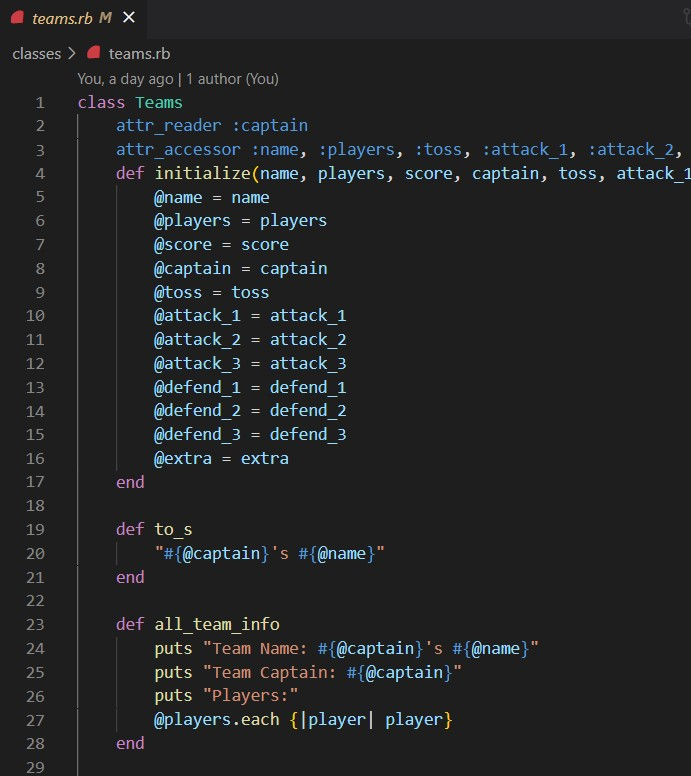 teams.rb M ×
classes > teams.rb
You, a day ago | 1 author (You)
1 class Teams
2 attr_reader :captain
3 attr_accessor :name, :players, :toss, :attack_1, :attack_2,
4 def initialize(name, players, score, captain, toss, attack_1
5 @name = name
6 @players = players
7 @score = score
8 @captain = captain
9 @toss = toss
10 @attack_1 = attack_1
11 @attack_2 = attack_2
12 @attack_3 = attack_3
13 @defend_1 = defend_1
14 @defend_2 = defend_2
15 @defend_3 = defend_3
16 @extra = extra
17 end
18
19 def to_s
20 "#{@captain}'s #{@name}"
21 end
22
23 def all_team_info
24 puts "Team Name: #{@captain}'s #{@name}"
25 puts "Team Captain: #{@captain}"
26 puts "Players:"
27 @players.each {|player| player}
28 end
29